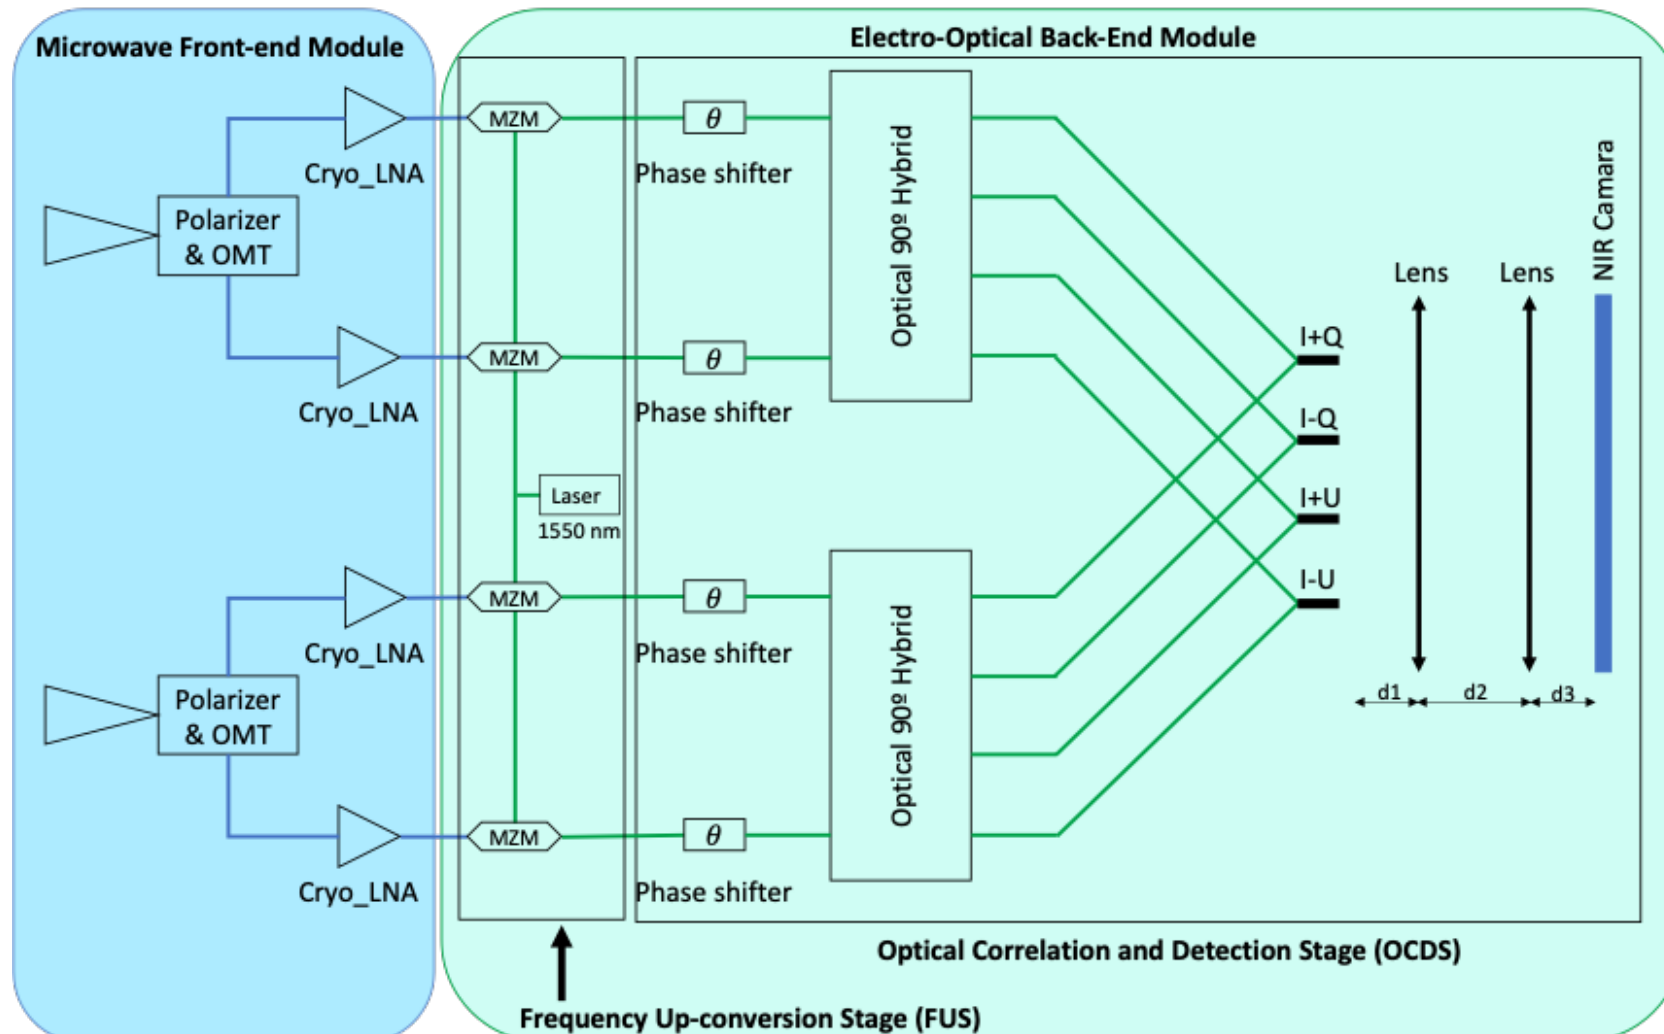 Microwave Front-end Module
Electro-Optical Back-End Module
MZM
θ
Cryo_LNA
Phase shifter
Optical 90º Hybrid
Polarizer
& OMT
NIR Camara
Lens
Lens
I+Q
MZM
θ
Cryo_LNA
Phase shifter
I-Q
Laser
1550 nm
I+U
I-U
MZM
θ
Cryo_LNA
Phase shifter
Optical 90º Hybrid
Polarizer
& OMT
d1
d2
d3
MZM
θ
Cryo_LNA
Phase shifter
Optical Correlation and Detection Stage (OCDS)
Frequency Up-conversion Stage (FUS)